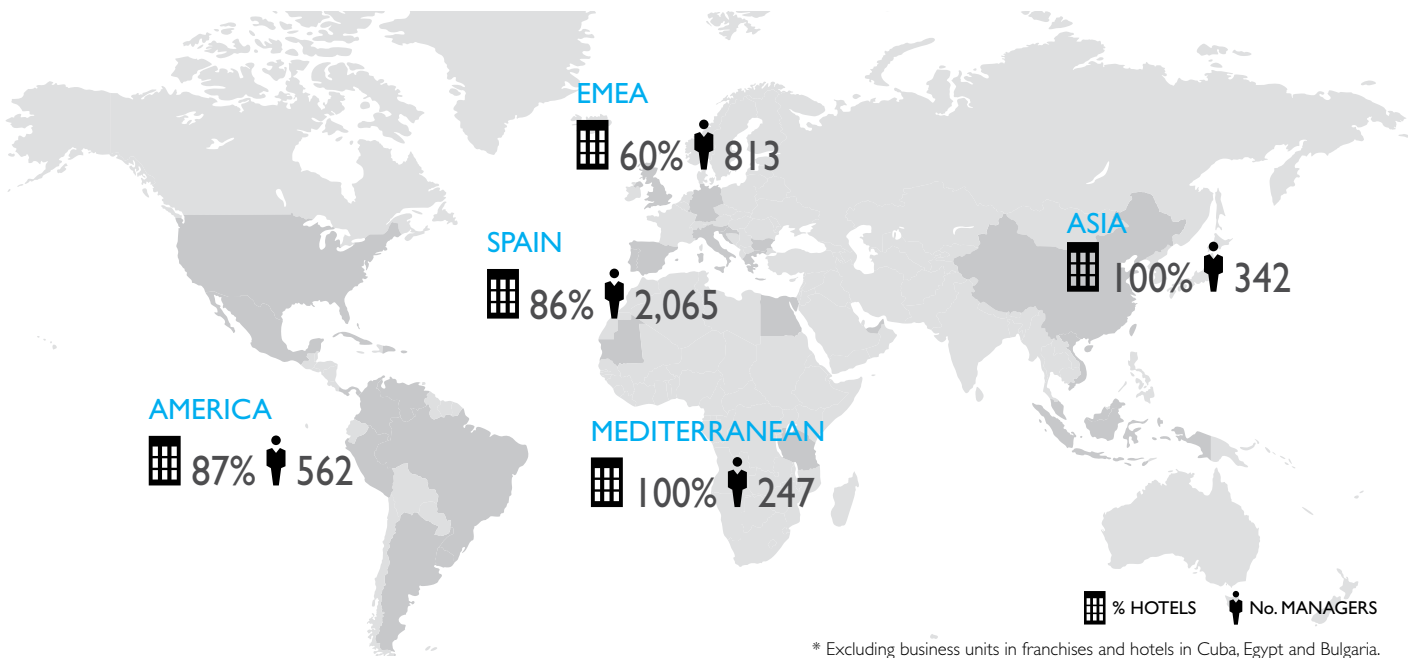 EMEA
60% 813
SPAIN
86% 2,065
ASIA
100% 342
AMERICA
87% 562
MEDITERRANEAN
100% 247
% HOTELS No. MANAGERS
* Excluding business units in franchises and hotels in Cuba, Egypt and Bulgaria.